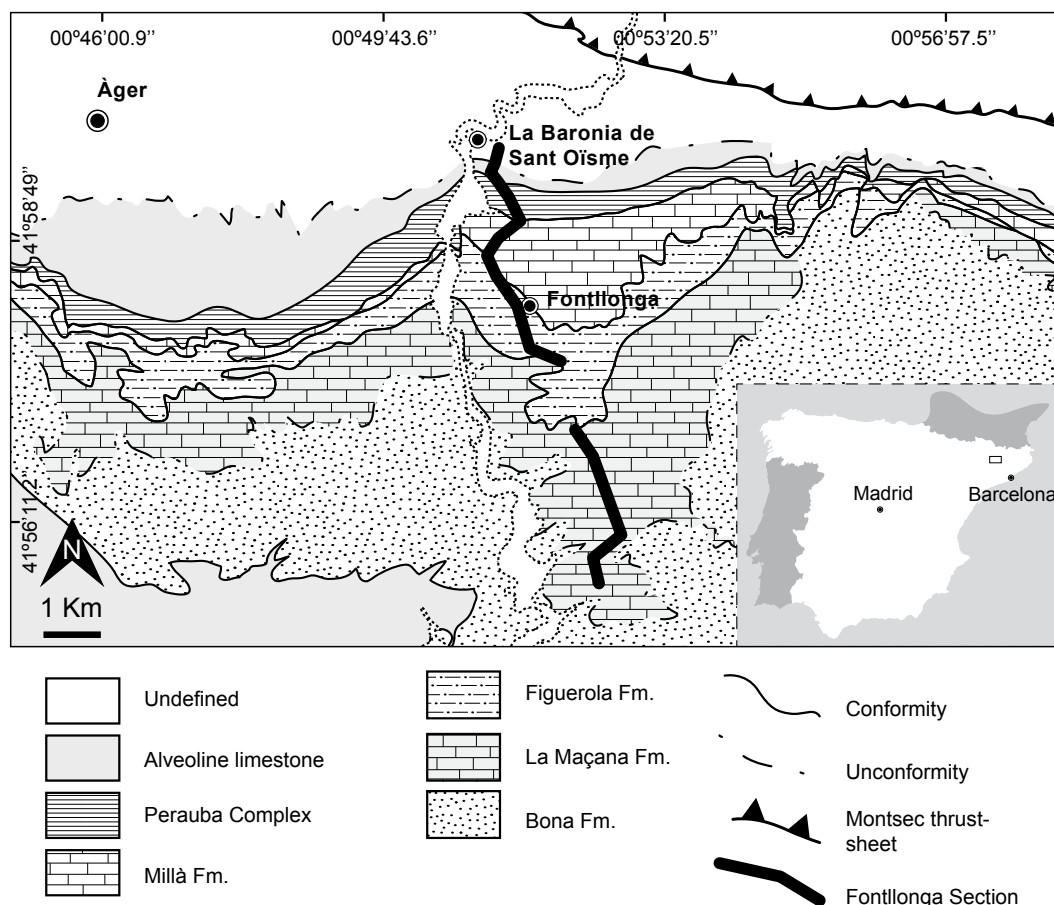 00º46'00.9’’
00º49'43.6’’
00º53'20.5’’
00º56'57.5’’
Àger
La Baronia de
Sant Oïsme
41º58'49’’
Fontllonga
41º56'11.2’’
N
1 Km
Madrid
Barcelona
Undefined
Alveoline limestone
Perauba Complex
Millà Fm.
Figuerola Fm.
La Maçana Fm.
Bona Fm.
Conformity
Unconformity
Montsec thrust-
sheet
Fontllonga Section